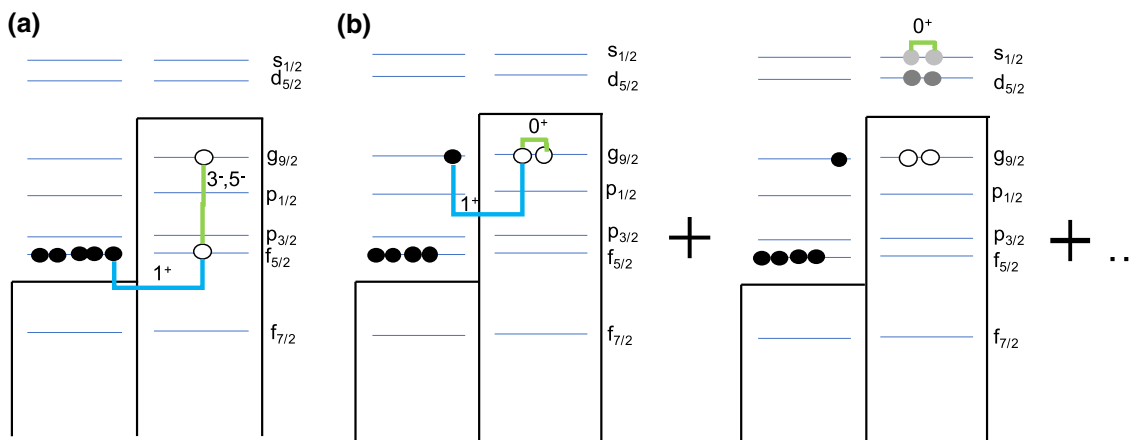 (a)
s1/2
d5/2
g9/2
3-,5-
p1/2
p3/2
f5/2
1+
f7/2
(b)
s1/2
d5/2
0+
g9/2
p1/2
1+
p3/2
f5/2
f7/2
+
0+
s1/2
d5/2
g9/2
p1/2
p3/2
f5/2
f7/2
+ ..